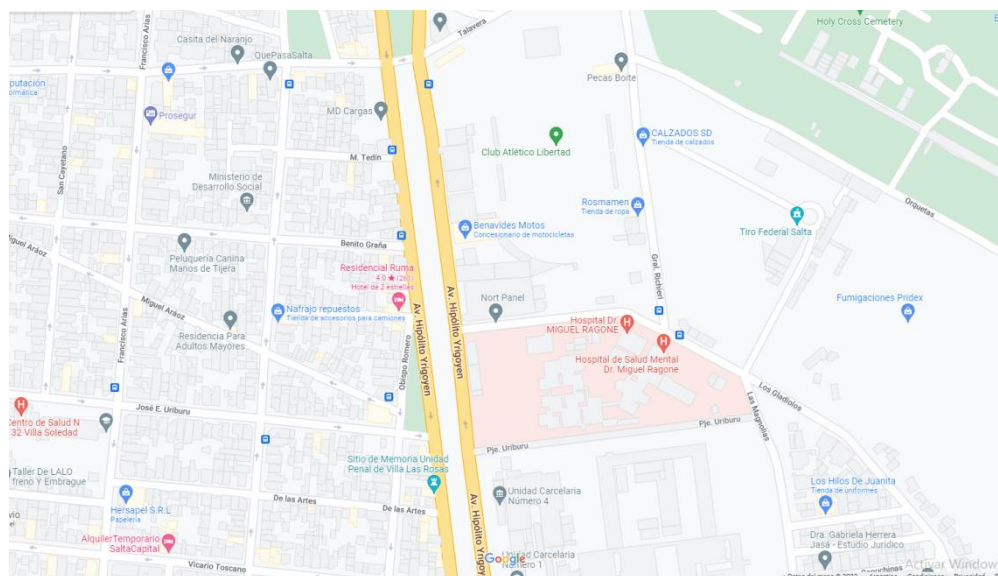 Holy Cross Cemetery
Talavera
Casita del Naranjo
Francisco Arias
QuePasaSalta
Pecas Boite
putación
ormática
MD Cargas
Prosegur
CALZADOS SD
Tienda de calzados
Club Atlético Libertad
M. Tedin
San Cayetano
Ministerio de
Desarrollo Social
Orquetas
Rosmamen
Tienda de ropa
Tiro Federal Salta
Benavides Motos
Concesionario de motocicletas
Benito Graña
Miguel Aráoz
Peluquería Canina
Manos de Tijera
Gral. Richieri
Residencial Ruma
Hotel de 2 estrellas
Miguel Aráoz
Nort Panel
Fumigaciones Pridex
Nafrajo repuestos
Tienda de accesorios para camiones
Av. Hipólito Yrigoyen
Av. Hipólito Yrigoyen
Hospital Dr.
MIGUEL RAGONE
Francisco Arias
Residencia Para
Adultos Mayores
Hospital de Salud Mental
Dr. Miguel Ragone
Obispo Romero
Los Gladiolos
Las Magnolias
José E. Uriburu
Centro de Salud N
32 Villa Soledad
Pje. Uriburu
Pje. Uriburu
Sitio de Memoria Unidad
Penal de Villa Las Rosas
Taller De LALO
freno Y Embrague
Los Hilos De Juanita
Tienda de uniformes
De las Artes
De las Artes
Unidad Carcelaria
Número 4
Av. Hipólito Yrigoyen
Hersapel S.R.L
Papelería
Dra. Gabriela Herrera
Jasá - Estudio Jurídico
AlquilerTemporario
SaltaCapital
Vicario Toscano
Google
Unidad Carcelaria
Número 1
Activar Window